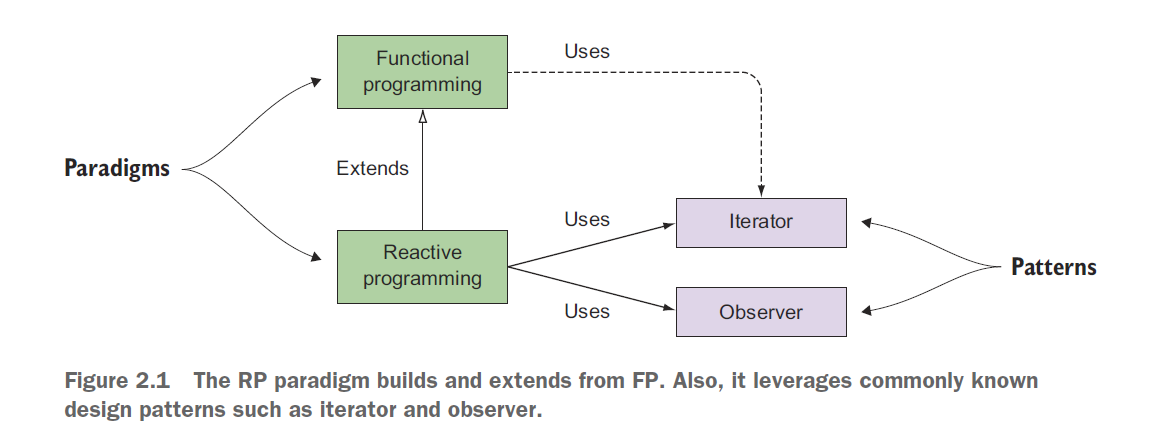 Functional
programming
Uses
Paradigms
Extends
Reactive
programming
Uses
Iterator
Patterns
Uses
Observer
Figure 2.1 The RP paradigm builds and extends from FP. Also, it leverages commonly known
design patterns such as iterator and observer.